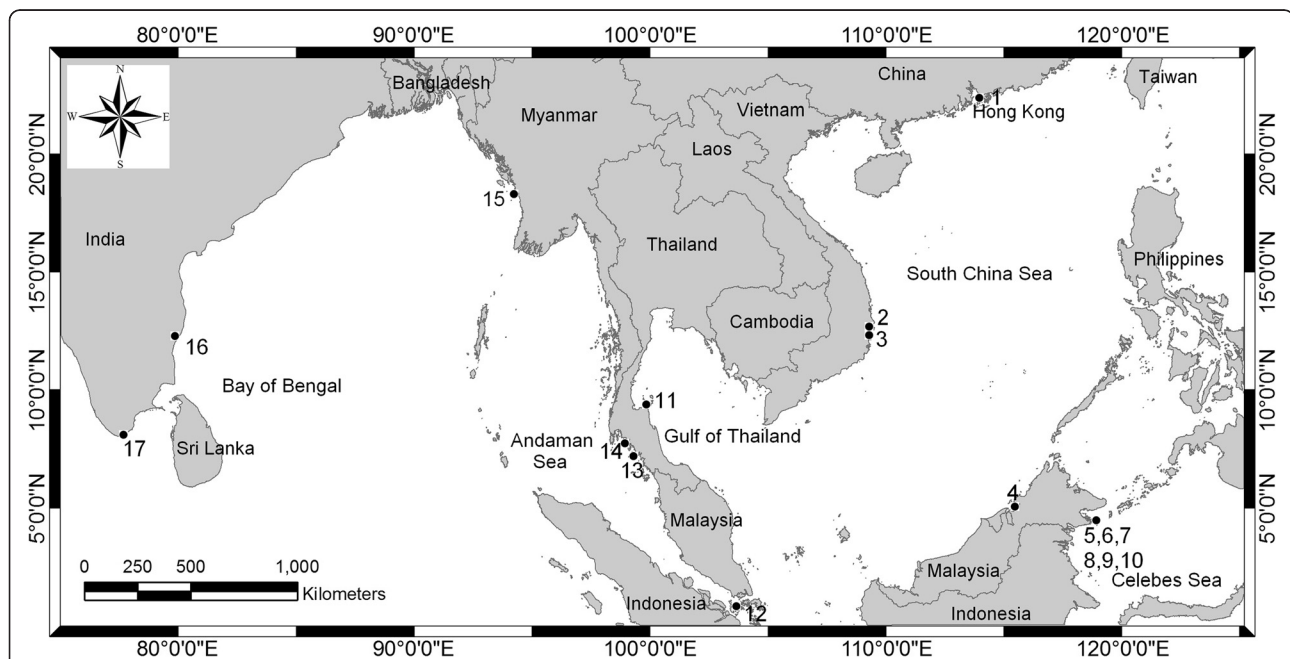 80°0'0"E 90°0'0"E 100°0'0"E 110°0'0"E 120°0'0"E
N
W E
S
Bangladesh
China
Taiwan
Myanmar
Vietnam
1
Hong Kong
Laos
20°0'0"N
20°0'0"N
15
India
Thailand
South China Sea
Philippines
15°0'0"N
15°0'0"N
Cambodia
2
3
16
Bay of Bengal
10°0'0"N
10°0'0"N
11
Gulf of Thailand
17
Sri Lanka
Andaman
Sea
14
13
4
5°0'0"N
5°0'0"N
Malaysia
5,6,7
8,9,10
Celebes Sea
Malaysia
0 250 500 1,000
Kilometers
Indonesia
12
Indonesia
80°0'0"E 90°0'0"E 100°0'0"E 110°0'0"E 120°0'0"E